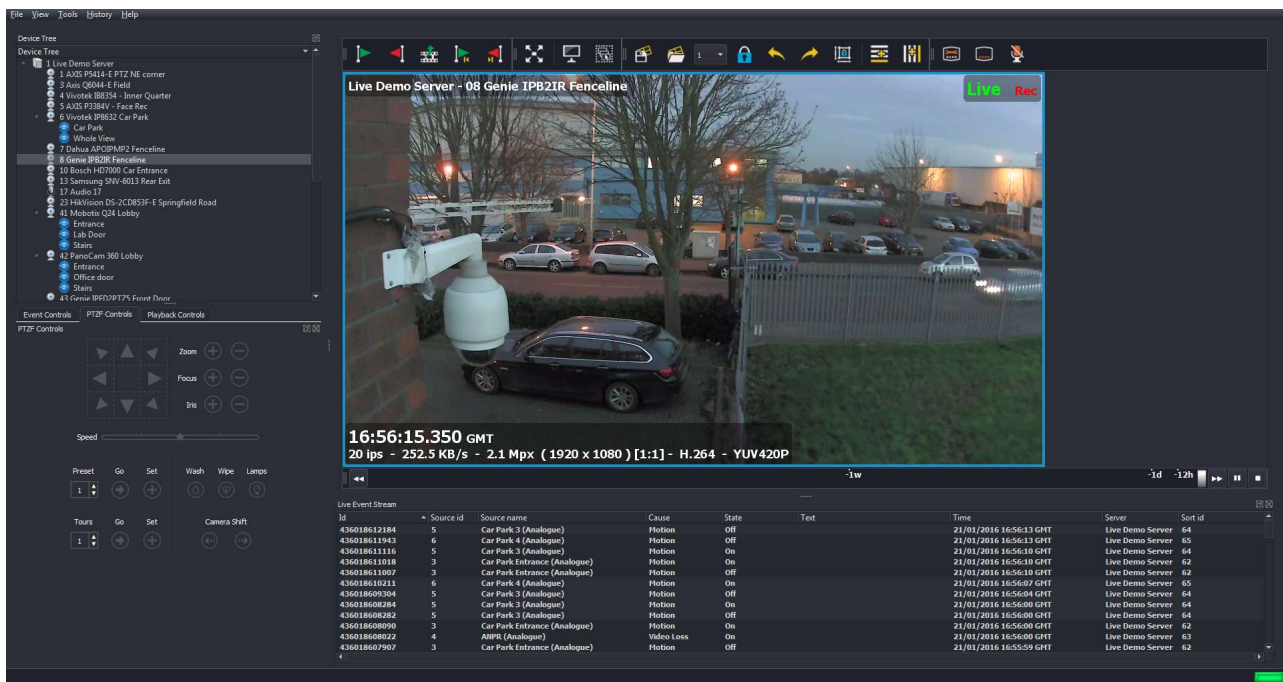 File View Tools History Help
Device Tree
Device Tree
1 Live Demo Server
1 AXIS P5414-E PTZ NE corner
3 Axis Q6044-E Field
4 Vivotek IB8354 - Inner Quarter
5 AXIS P3384V - Face Rec
6 Vivotek IP8632 Car Park
Car Park
Whole View
7 Dahua APOIPMP2 Fenceline
8 Genie IPB2IR Fenceline
10 Bosch HD7000 Car Entrance
13 Samsung SNV-6013 Rear Exit
17 Audio 17
23 HikVision DS-2CD853F-E Springfield Road
41 Mobotix Q24 Lobby
Entrance
Lab Door
Stairs
42 PanoCam 360 Lobby
Entrance
Office door
Stairs
43 Genie IPFD2PTZ5 Front Door
Event Controls PTZF Controls Playback Controls
PTZF Controls
Zoom
Focus
Iris
Speed
Preset Go Set Wash Wipe Lamps
1
Tours Go Set Camera Shift
1
1
Live Demo Server - 08 Genie IPB2IR Fenceline Live Rec
16:56:15.350 GMT
20 ips - 252.5 KB/s - 2.1 Mpx ( 1920 x 1080 ) [1:1] - H.264 - YUV420P
-1w -1d -12h
Live Event Stream
Id Source id Source name Cause State Text Time Server Sort id
436018612184 5 Car Park 3 (Analogue) Motion Off 21/01/2016 16:56:13 GMT Live Demo Server 64
436018611943 6 Car Park 4 (Analogue) Motion Off 21/01/2016 16:56:13 GMT Live Demo Server 65
436018611116 5 Car Park 3 (Analogue) Motion On 21/01/2016 16:56:10 GMT Live Demo Server 64
436018611018 3 Car Park Entrance (Analogue) Motion On 21/01/2016 16:56:10 GMT Live Demo Server 62
436018611007 3 Car Park Entrance (Analogue) Motion Off 21/01/2016 16:56:10 GMT Live Demo Server 62
436018610211 6 Car Park 4 (Analogue) Motion On 21/01/2016 16:56:07 GMT Live Demo Server 65
436018609304 5 Car Park 3 (Analogue) Motion Off 21/01/2016 16:56:04 GMT Live Demo Server 64
436018608284 5 Car Park 3 (Analogue) Motion On 21/01/2016 16:56:00 GMT Live Demo Server 64
436018608282 5 Car Park 3 (Analogue) Motion Off 21/01/2016 16:56:00 GMT Live Demo Server 64
436018608090 3 Car Park Entrance (Analogue) Motion On 21/01/2016 16:56:00 GMT Live Demo Server 62
436018608022 4 ANPR (Analogue) Video Loss On 21/01/2016 16:56:00 GMT Live Demo Server 63
436018607907 3 Car Park Entrance (Analogue) Motion Off 21/01/2016 16:55:59 GMT Live Demo Server 62